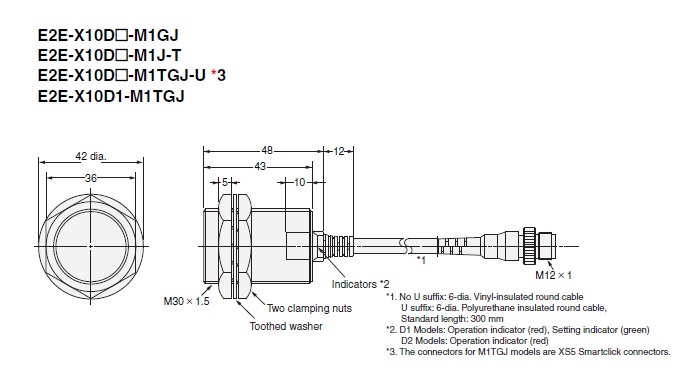 E2E-X10D□-M1GJ
E2E-X10D□-M1J-T
E2E-X10D□-M1TGJ-U *3
E2E-X10D1-M1TGJ
42 dia.
36
48
12
43
5
10
*1
M12 × 1
Indicators *2
M30 × 1.5
Two clamping nuts
Toothed washer
*1. No U suffix: 6-dia. Vinyl-insulated round cable
U suffix: 6-dia. Polyurethane insulated round cable,
Standard length: 300 mm
*2. D1 Models: Operation indicator (red), Setting indicator (green)
D2 Models: Operation indicator (red)
*3. The connectors for M1TGJ models are XS5 Smartclick connectors.